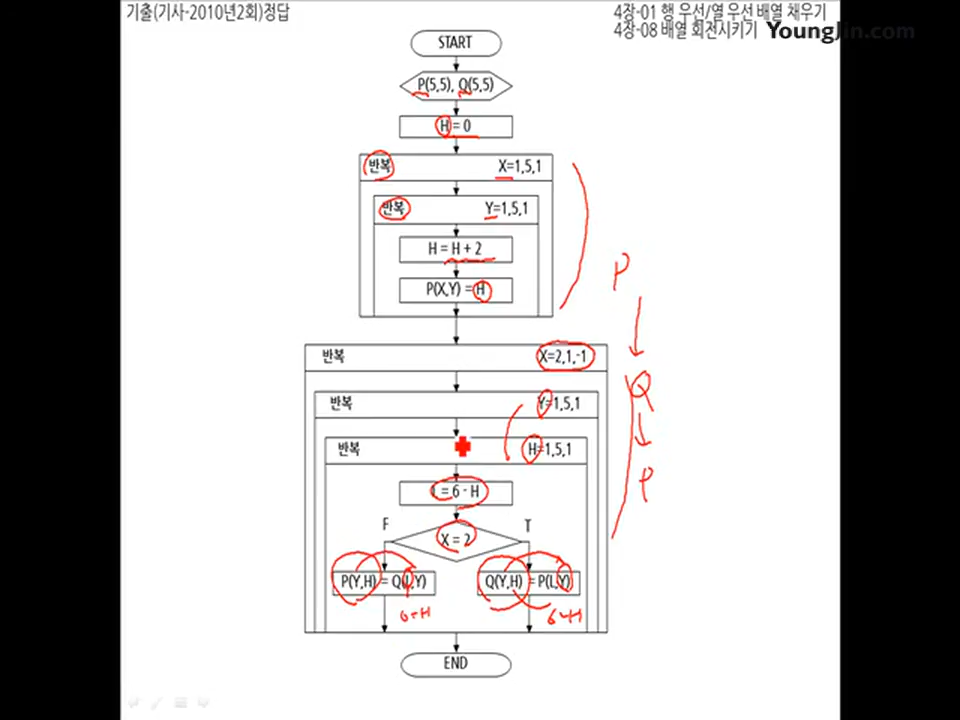 기출(기사-2010년2회)정답
4장-01 행 우선/열 우선 배열 채우기
4장-08 배열 회전시키기
YoungJin.com
START
P(5,5), Q(5,5)
H = 0
반복 X=1,5,1
반복 Y=1,5,1
H = H + 2
P(X,Y) = H
P
반복 X=2,1,-1
Q
반복 Y=1,5,1
반복 H=1,5,1
P
L = 6 - H
F X = 2 T
P(Y,H) = Q(L,Y) Q(Y,H) = P(L,Y)
6-H 6-H
END